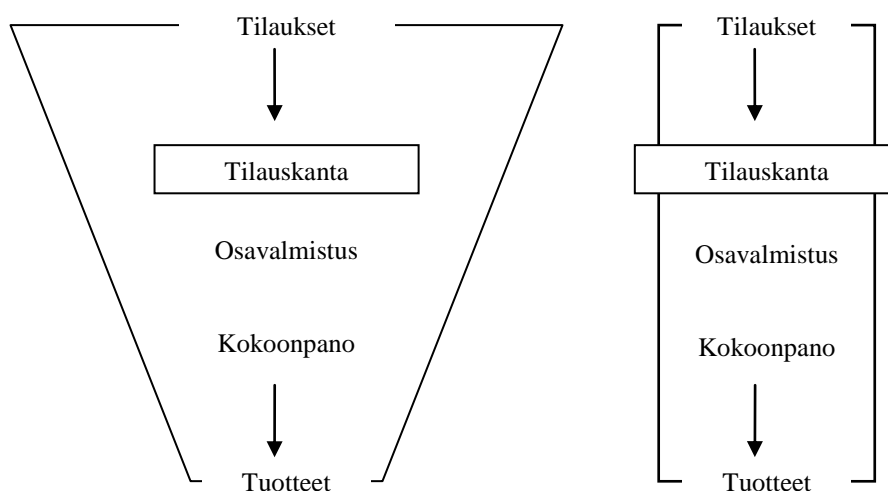 Tilaukset
Tilauskanta
Osavalmistus
Kokoonpano
Tuotteet
Tilaukset
Tilauskanta
Osavalmistus
Kokoonpano
Tuotteet